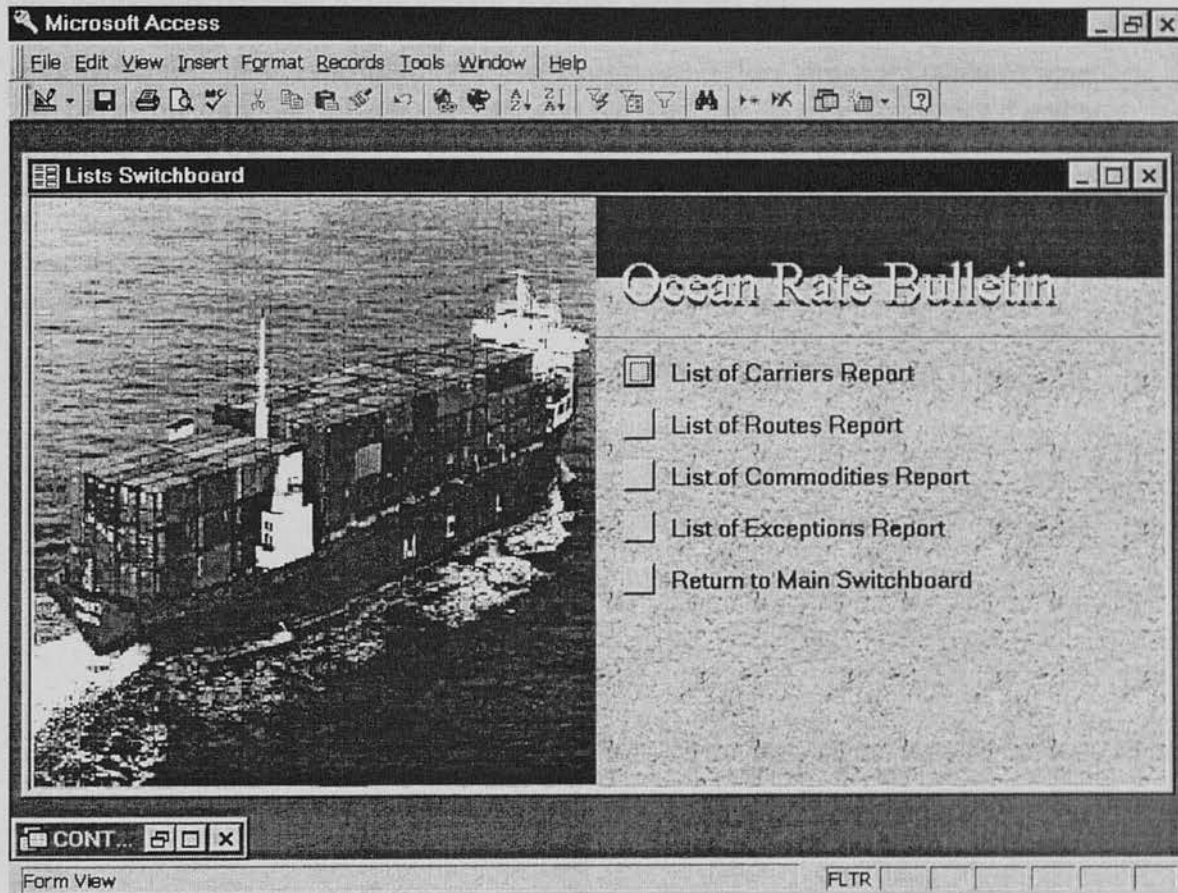 Microsoft Access
File Edit View Insert Format Records Tools Window Help
Lists Switchboard
Ocean Rate Bulletin
List of Carriers Report
List of Routes Report
List of Commodities Report
List of Exceptions Report
Return to Main Switchboard
CONT...
Form View FLTR